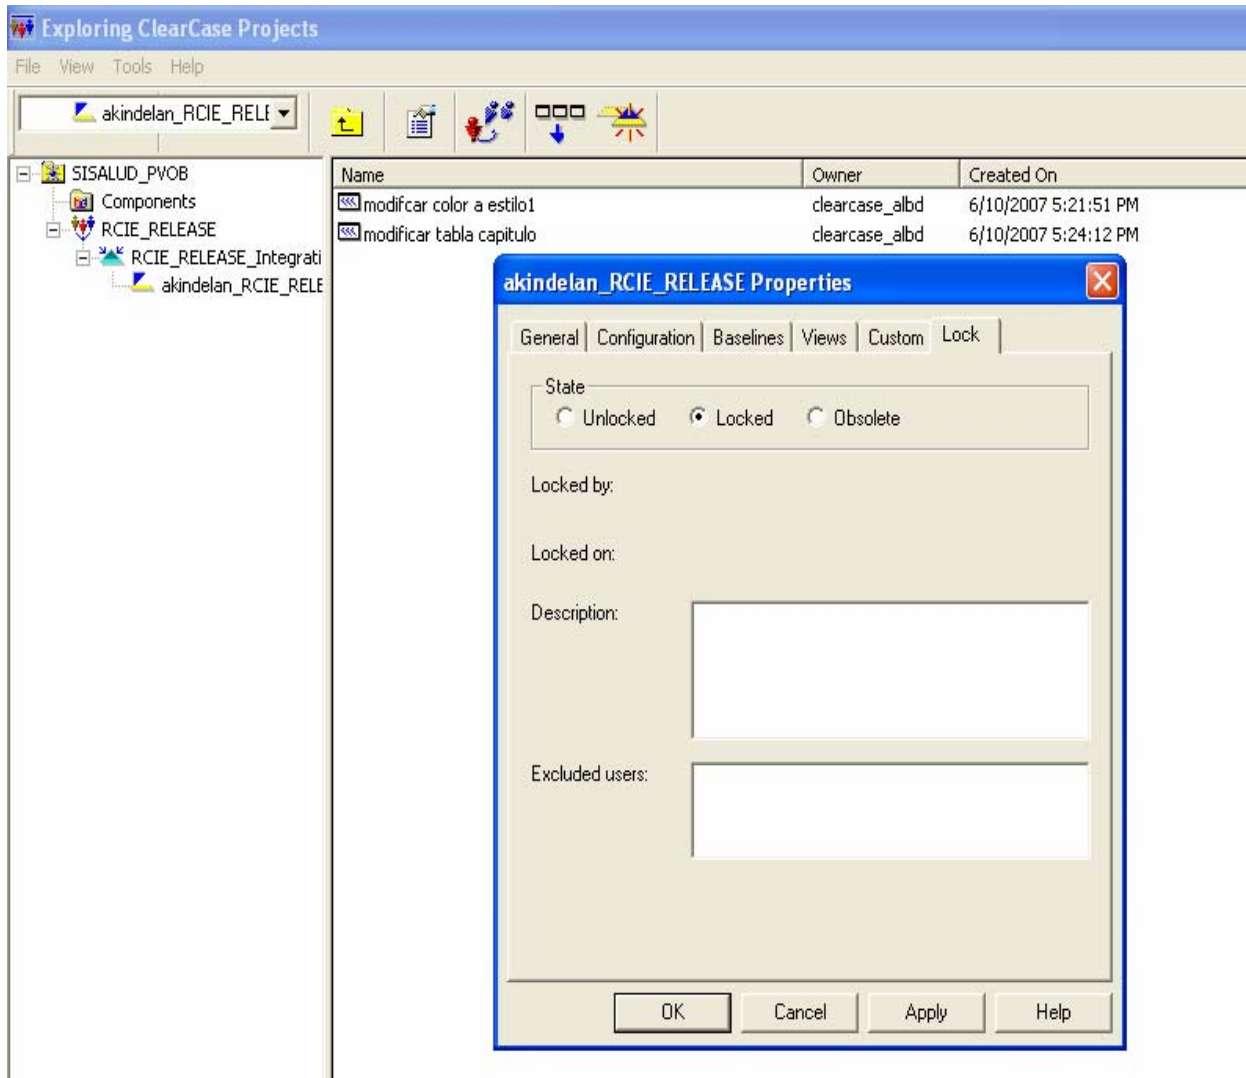 Exploring ClearCase Projects
File View Tools Help
akindelan_RCIE_RELE
SISALUD_PVOB
Components
RCIE_RELEASE
RCIE_RELEASE_Integrati
akindelan_RCIE_RELE
Name Owner Created On
modifcar color a estilo1 clearcase_albd 6/10/2007 5:21:51 PM
modificar tabla capitulo clearcase_albd 6/10/2007 5:24:12 PM
akindelan_RCIE_RELEASE Properties
General Configuration Baselines Views Custom Lock
State
Unlocked Locked Obsolete
Locked by:
Locked on:
Description:
Excluded users:
OK Cancel Apply Help